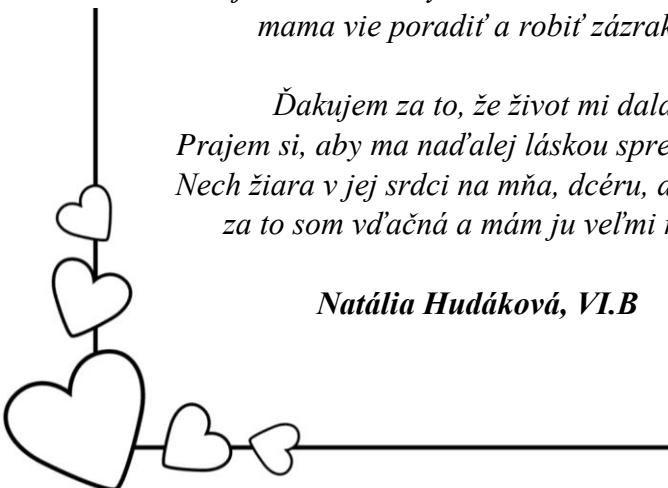 mama vie poradiť a robiť zázrak
Ďakujem za to, že život mi dala
Prajem si, aby ma naďalej láskou spre
Nech žiara v jej srdci na mňa, dcéru,
za to som vďačná a mám ju veľmi
Natália Hudáková, VI.B